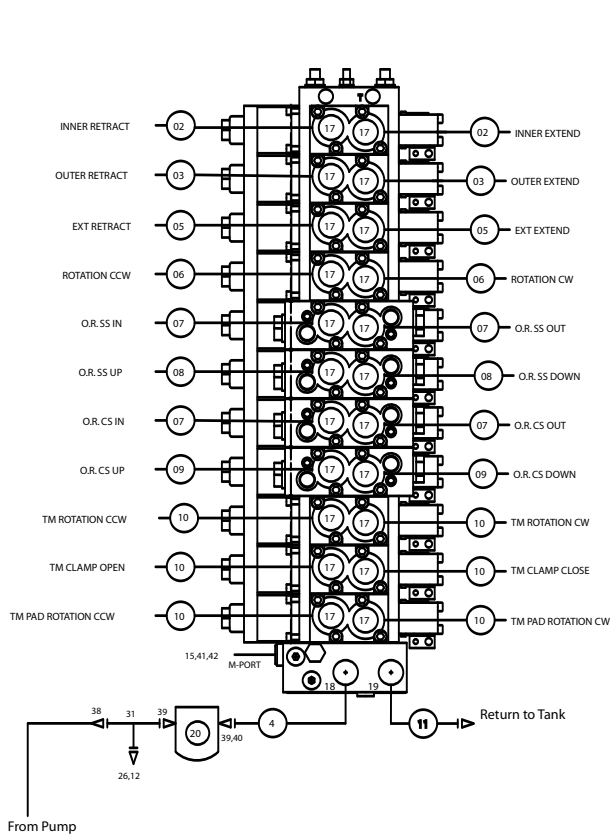 T
INNER RETRACT 02 17 17 02 INNER EXTEND
OUTER RETRACT 03 17 17 03 OUTER EXTEND
EXT RETRACT 05 17 17 05 EXT EXTEND
ROTATION CCW 06 17 17 06 ROTATION CW
O.R. SS IN 07 17 17 07 O.R. SS OUT
O.R. SS UP 08 17 17 08 O.R. SS DOWN
O.R. CS IN 07 17 17 07 O.R. CS OUT
O.R. CS UP 09 17 17 09 O.R. CS DOWN
TM ROTATION CCW 10 17 17 10 TM ROTATION CW
TM CLAMP OPEN 10 17 17 10 TM CLAMP CLOSE
TM PAD ROTATION CCW 10 17 17 10 TM PAD ROTATION CW
15,41,42
M-PORT
18 19
38 31 39 20 39,40 4 11 Return to Tank
26,12
From Pump